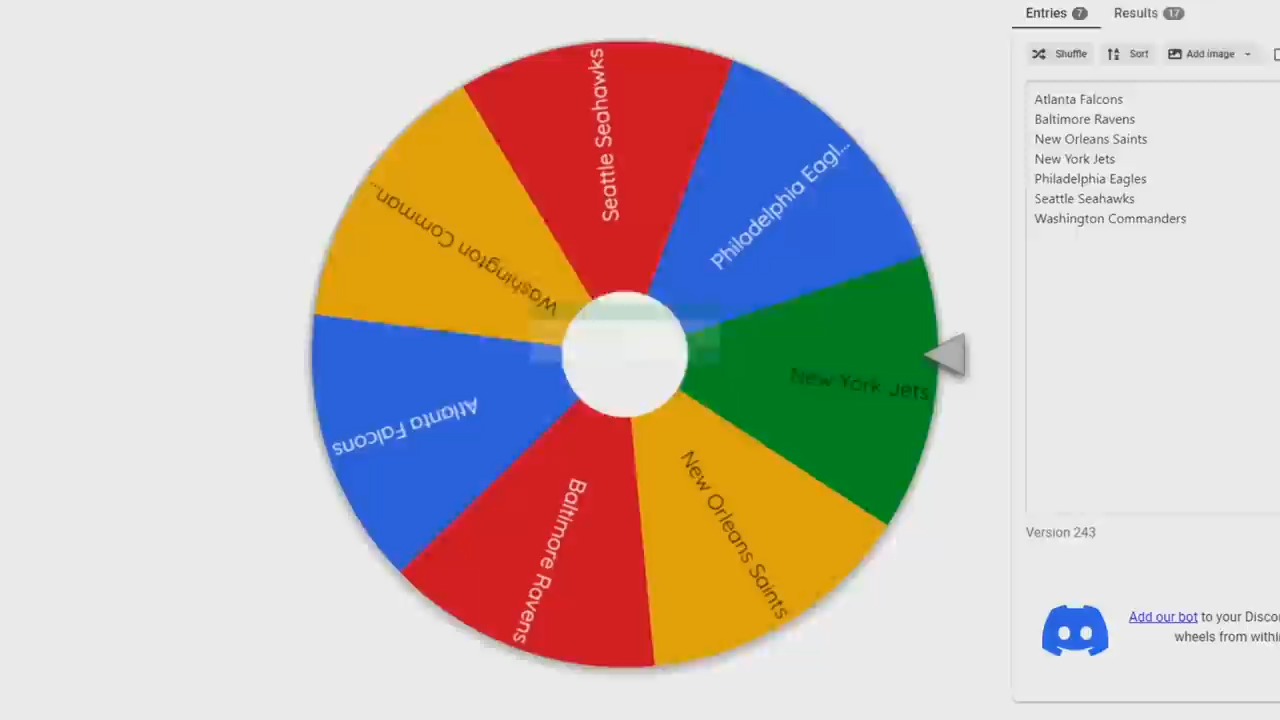 Entries 7 Results 17
Shuffle Sort Add image
Atlanta Falcons
Baltimore Ravens
New Orleans Saints
New York Jets
Philadelphia Eagles
Seattle Seahawks
Washington Commanders
Version 243
Add our bot to your Discor
wheels from within
Seattle Seahawks
Philadelphia Eagl...
New York Jets
New Orleans Saints
Baltimore Ravens
Atlanta Falcons
Washington Comman...